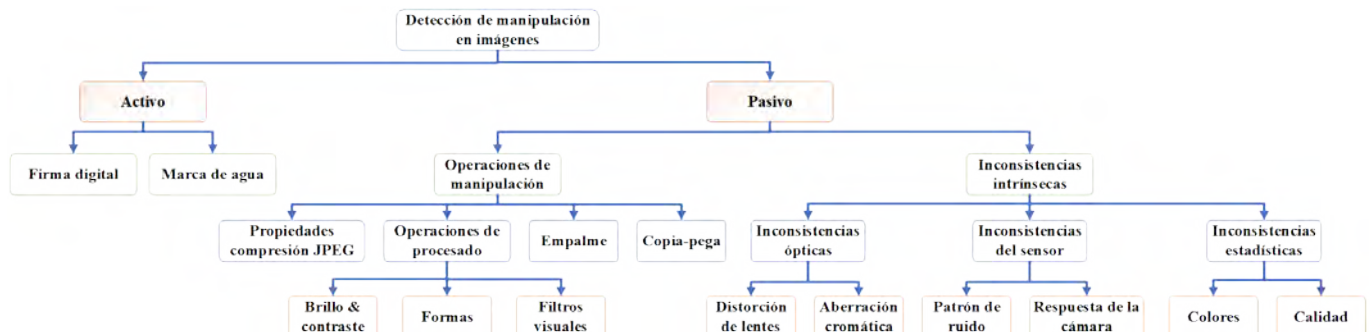 Detección de manipulación
en imágenes
Activo
Pasivo
Firma digital
Marca de agua
Operaciones de
manipulación
Inconsistencias
intrínsecas
Propiedades
compresión JPEG
Operaciones de
procesado
Empalme
Copia-pega
Inconsistencias
ópticas
Inconsistencias
del sensor
Inconsistencias
estadísticas
Brillo &
contraste
Formas
Filtros
visuales
Distorción
de lentes
Aberración
cromática
Patrón de
ruido
Respuesta de la
cámara
Colores
Calidad